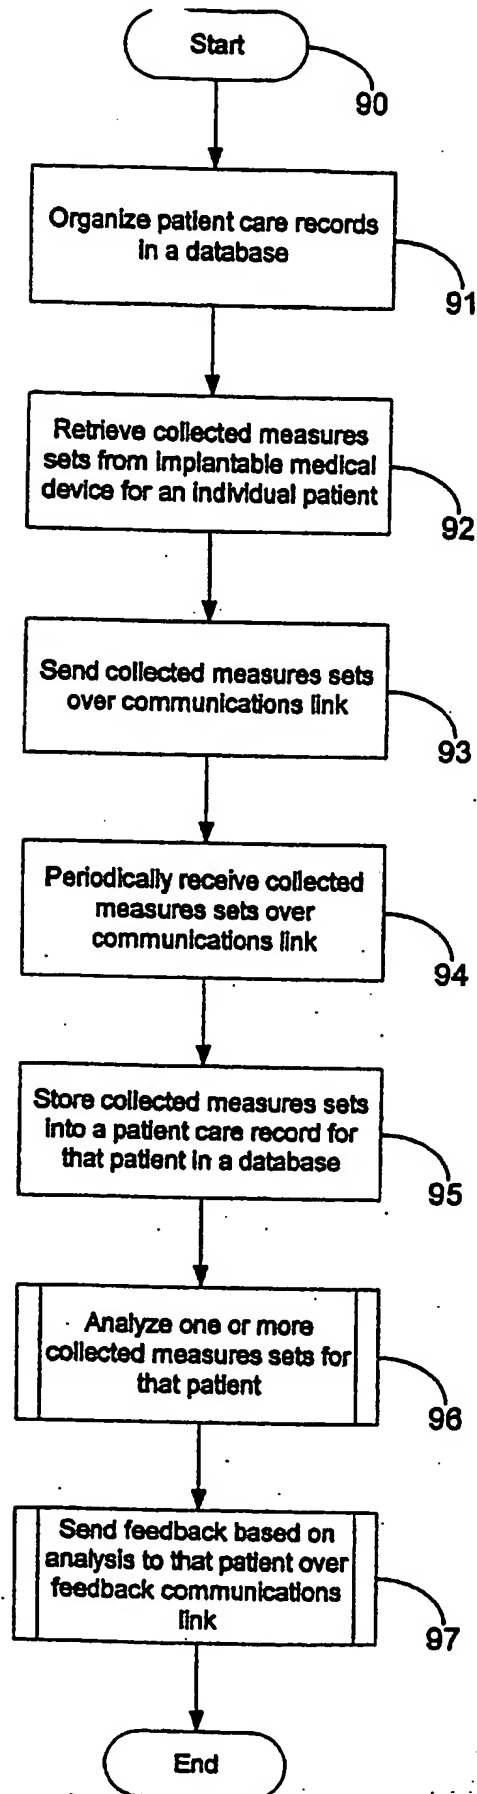 Start
90
Organize patient care records
in a database
91
Retrieve collected measures
sets from implantable medical
device for an individual patient
92
Send collected measures sets
over communications link
93
Periodically receive collected
measures sets over
communications link
94
Store collected measures sets
into a patient care record for
that patient in a database
95
Analyze one or more
collected measures sets for
that patient
96
Send feedback based on
analysis to that patient over
feedback communications
link
97
End